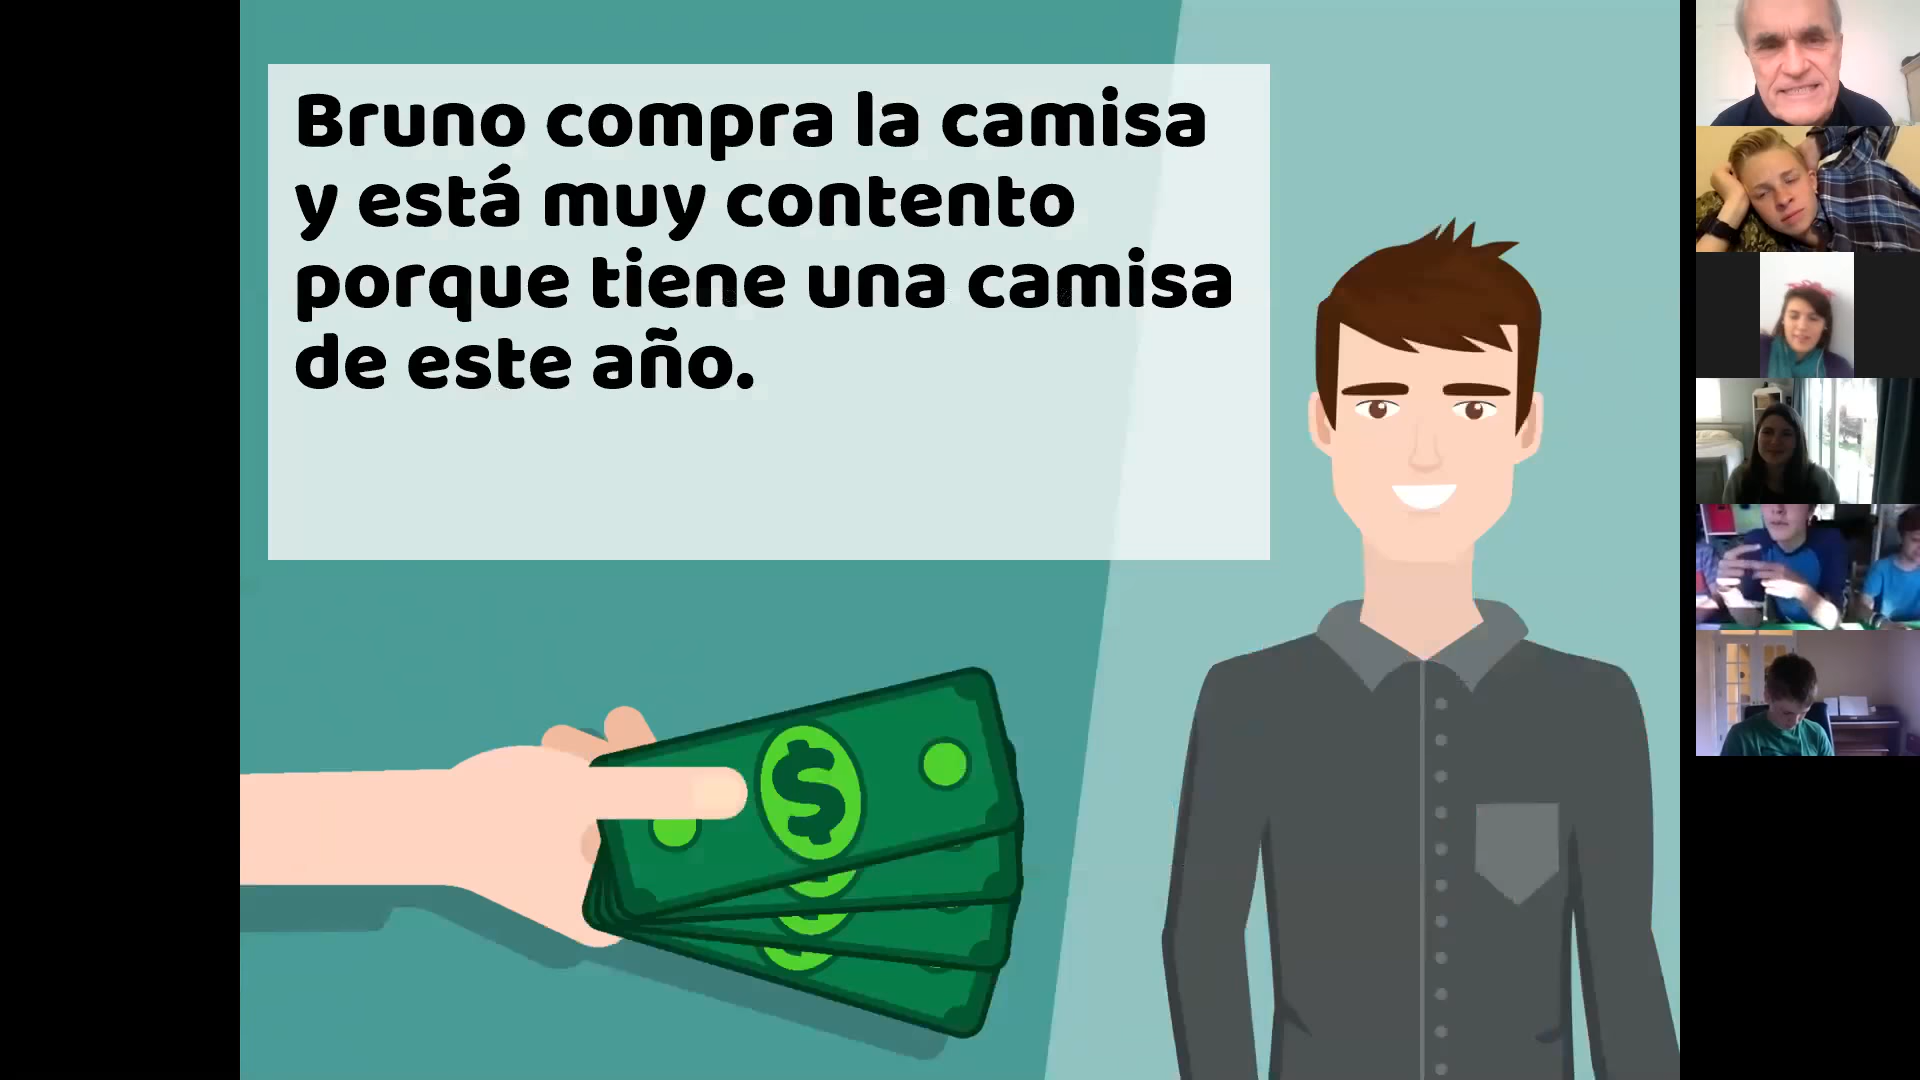 Bruno compra la camisa
y está muy contento
porque tiene una camisa
de este año.
$